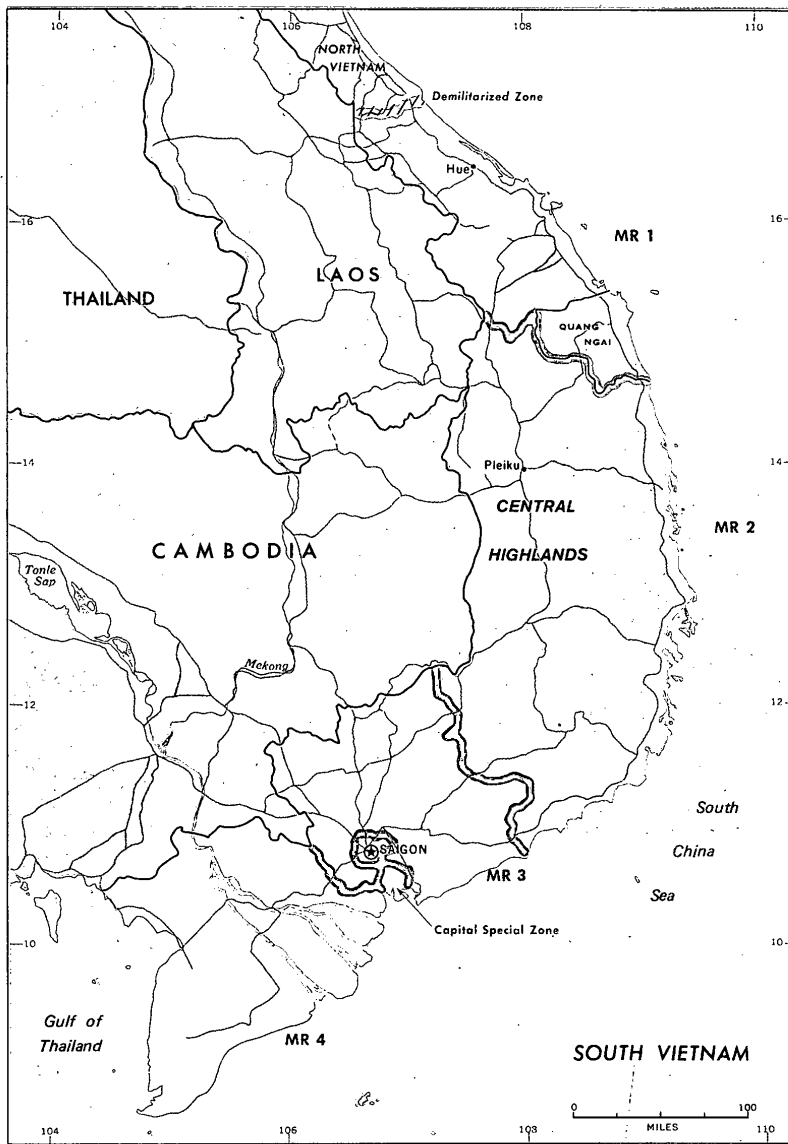 104 106 108 110
NORTH
VIETNAM
Demilitarized Zone
Hue
16 16
MR 1
LAOS
THAILAND
QUANG
NGAI
14 14
Pleiku
CENTRAL
MR 2
CAMBODIA
HIGHLANDS
Tonle
Sap
Mekong
12 12
South
SAIGON
China
MR 3
Sea
Capital Special Zone
10 10
Gulf of
Thailand
MR 4
SOUTH VIETNAM
0 100
MILES
104 106 108 110